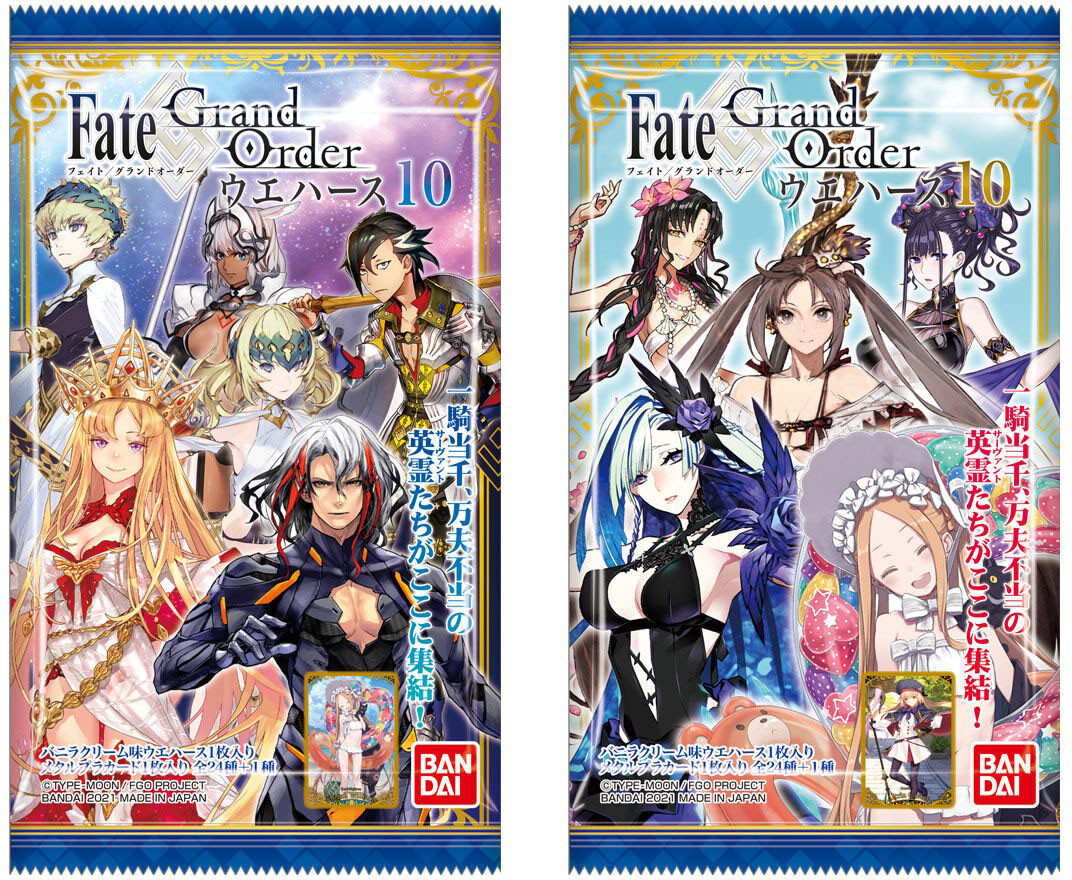 Fate
Grand
Order
フェイト/グランドオーダー
ウエハース10
一騎当千、万夫不当の
英霊たちがここに集結！
サーヴァント
バニラクリーム味ウエハース1枚入り
メタルプラカード1枚入り 全24種+1種
©TYPE-MOON / FGO PROJECT
BANDAI 2021 MADE IN JAPAN
BAN
DAI
Fate
Grand
Order
フェイト/グランドオーダー
ウエハース10
一騎当千、万夫不当の
英霊たちがここに集結！
サーヴァント
バニラクリーム味ウエハース1枚入り
メタルプラカード1枚入り 全24種+1種
©TYPE-MOON / FGO PROJECT
BANDAI 2021 MADE IN JAPAN
BAN
DAI